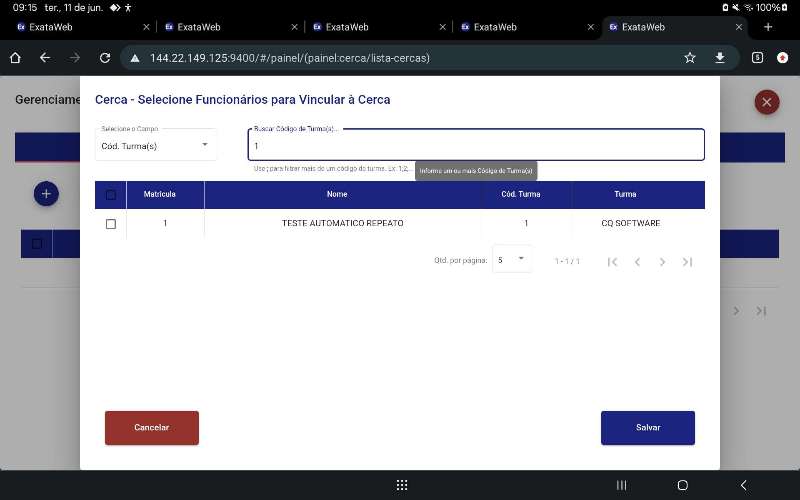 09:15 ter., 11 de jun.
100%
ExataWeb
ExataWeb
ExataWeb
ExataWeb
ExataWeb
144.22.149.125:9400/#/painel/(painel:cerca/lista-cercas)
5
Gerenciame
Cerca - Selecione Funcionários para Vincular à Cerca
Selecione o Campo
Cód. Turma(s)
Buscar Código de Turma(s)...
1
Use ; para filtrar mais de um código de turma. Ex: 1;2;...
Informe um ou mais Código de Turma(s)
Matrícula Nome Cód. Turma Turma
1 TESTE AUTOMATICO REPEATO 1 CQ SOFTWARE
Qtd. por página: 5 1 - 1 / 1
Cancelar
Salvar